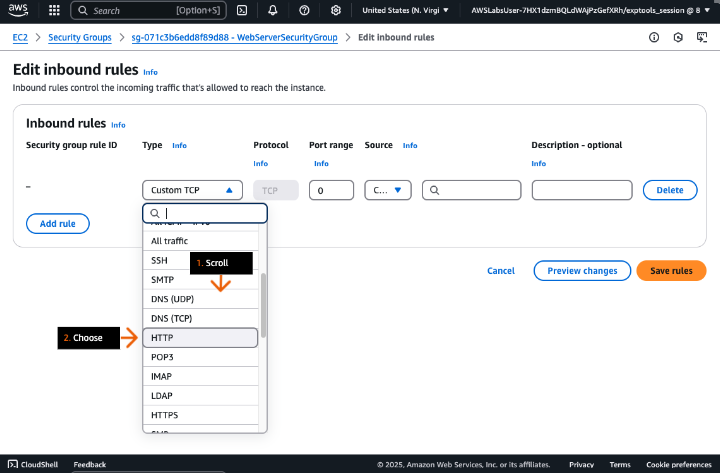 aws
Search [Option+S]
United States (N. Virgi
AWSLabsUser-7HX1dzmBQLdWAjPzGefXRh/exptools_session @ 8
EC2 > Security Groups > sg-071c3b6edd8f89d88 - WebServerSecurityGroup > Edit inbound rules
Edit inbound rules Info
Inbound rules control the incoming traffic that's allowed to reach the instance.
Inbound rules Info
Security group rule ID Type Info Protocol Info Port range Info Source Info Description - optional Info
– Custom TCP TCP 0 C... Delete
Add rule
All traffic
SSH
SMTP
DNS (UDP)
DNS (TCP)
HTTP
POP3
IMAP
LDAP
HTTPS
1. Scroll
2. Choose
Cancel Preview changes Save rules
CloudShell Feedback © 2025, Amazon Web Services, Inc. or its affiliates. Privacy Terms Cookie preferences